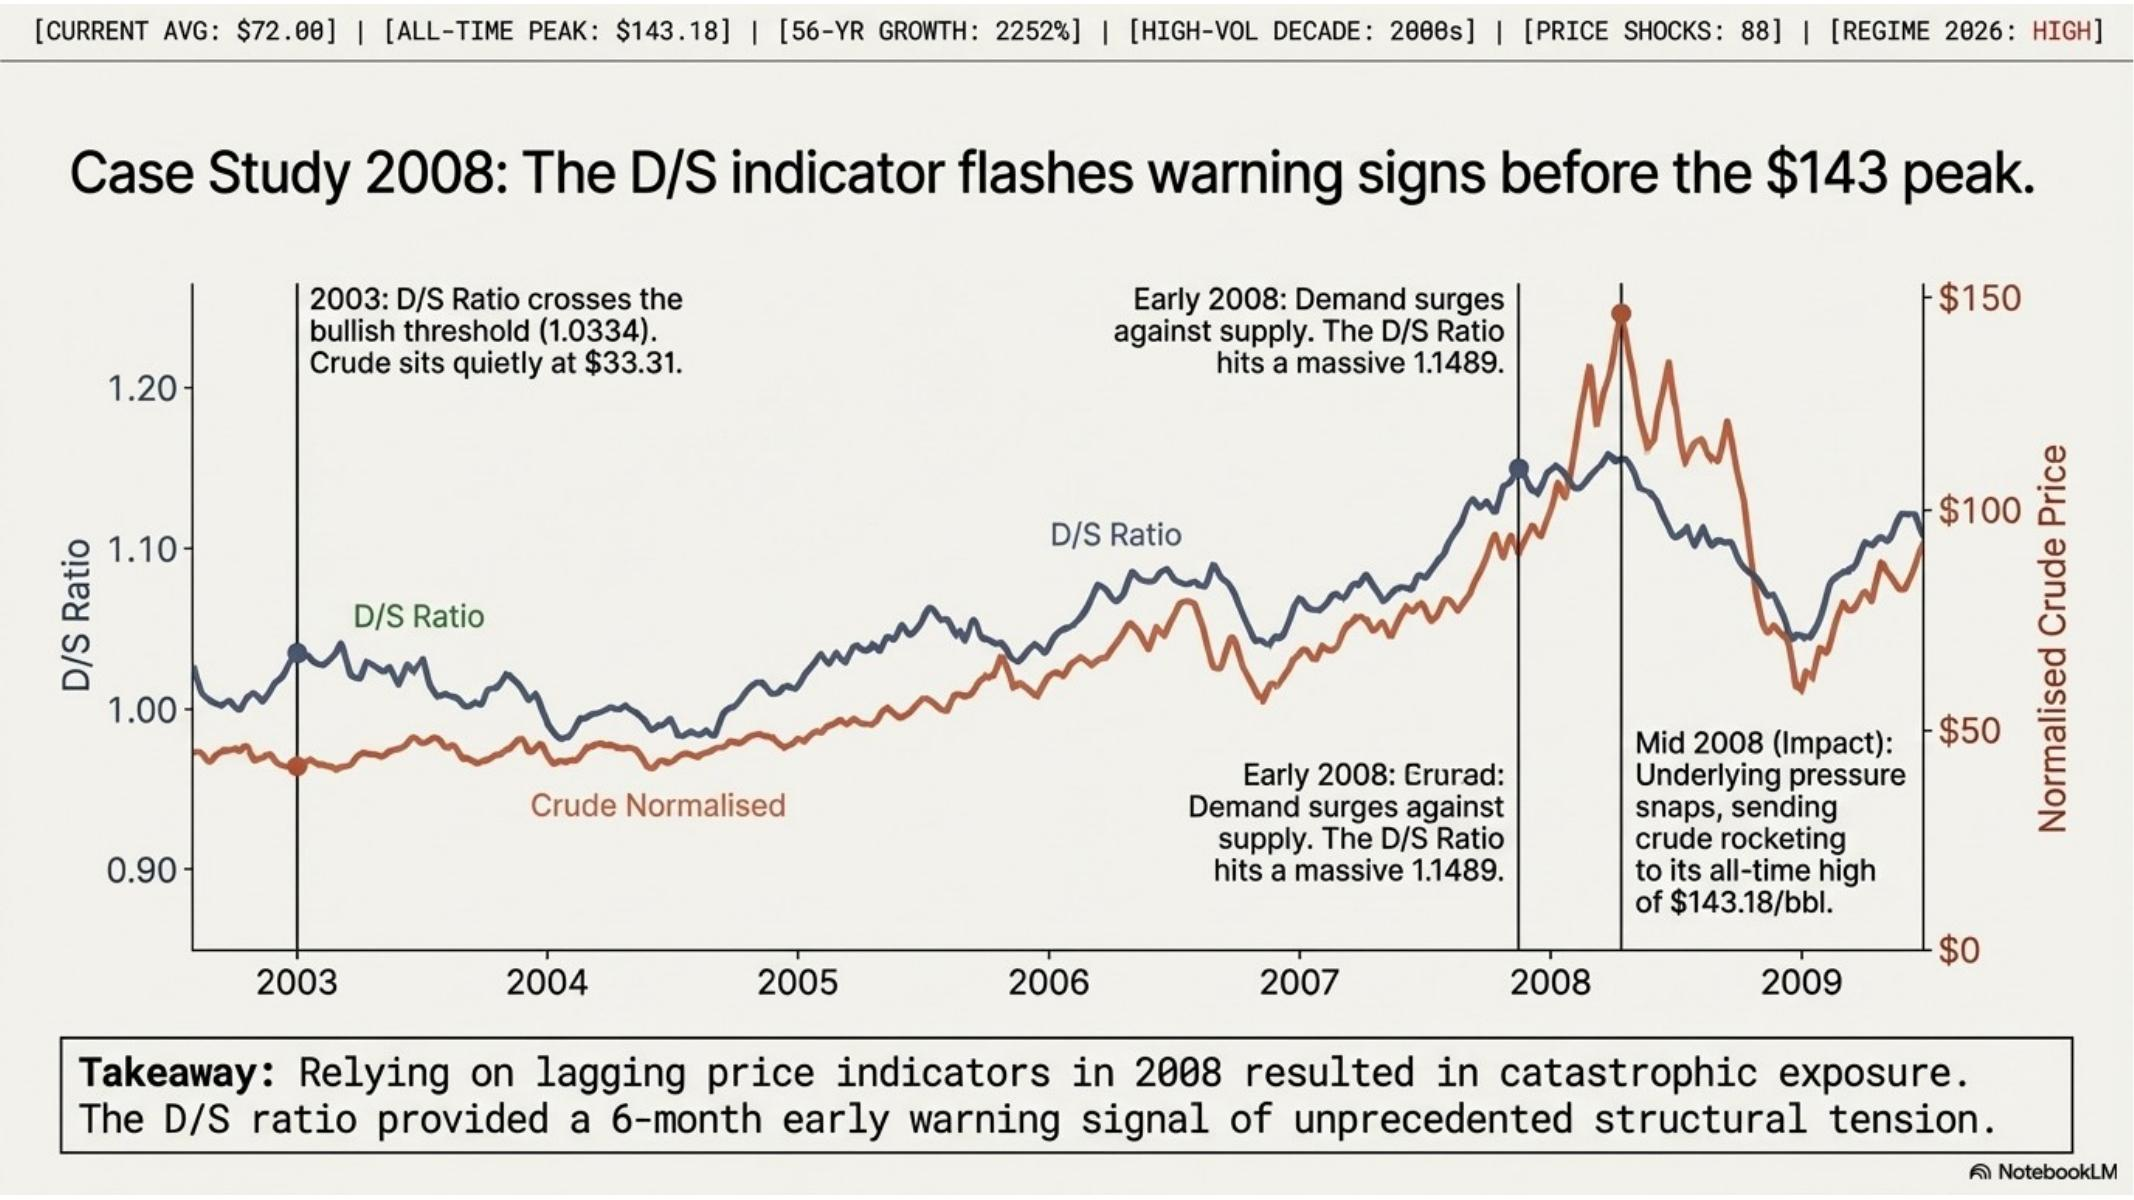 [CURRENT AVG: $72.00] | [ALL-TIME PEAK: $143.18] | [56-YR GROWTH: 2252%] | [HIGH-VOL DECADE: 2000s] | [PRICE SHOCKS: 88] | [REGIME 2026: HIGH]
Case Study 2008: The D/S indicator flashes warning signs before the $143 peak.
2003: D/S Ratio crosses the
bullish threshold (1.0334).
Crude sits quietly at $33.31.
Early 2008: Demand surges
against supply. The D/S Ratio
hits a massive 1.1489.
D/S Ratio
1.20
1.10
1.00
0.90
D/S Ratio
D/S Ratio
Crude Normalised
Early 2008: Erurad:
Demand surges against
supply. The D/S Ratio
hits a massive 1.1489.
Mid 2008 (Impact):
Underlying pressure
snaps, sending
crude rocketing
to its all-time high
of $143.18/bbl.
$150
$100
$50
$0
Normalised Crude Price
2003
2004
2005
2006
2007
2008
2009
Takeaway: Relying on lagging price indicators in 2008 resulted in catastrophic exposure.
The D/S ratio provided a 6-month early warning signal of unprecedented structural tension.
NotebookLM